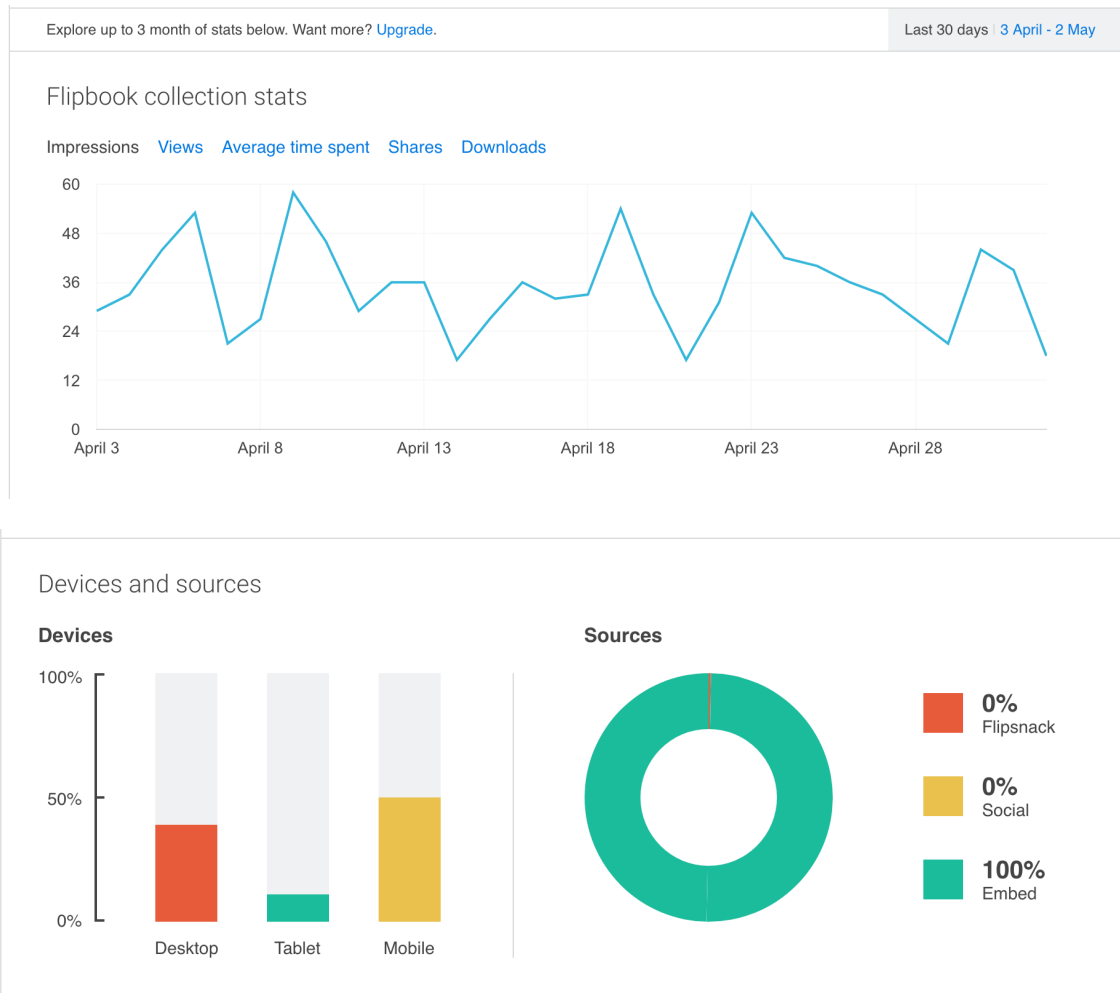 Explore up to 3 month of stats below. Want more? Upgrade.
Last 30 days | 3 April - 2 May
Flipbook collection stats
Impressions Views Average time spent Shares Downloads
60
48
36
24
12
0
April 3 April 8 April 13 April 18 April 23 April 28
Devices and sources
Devices
100%
50%
0%
Desktop Tablet Mobile
Sources
0%
Flipsnack
0%
Social
100%
Embed